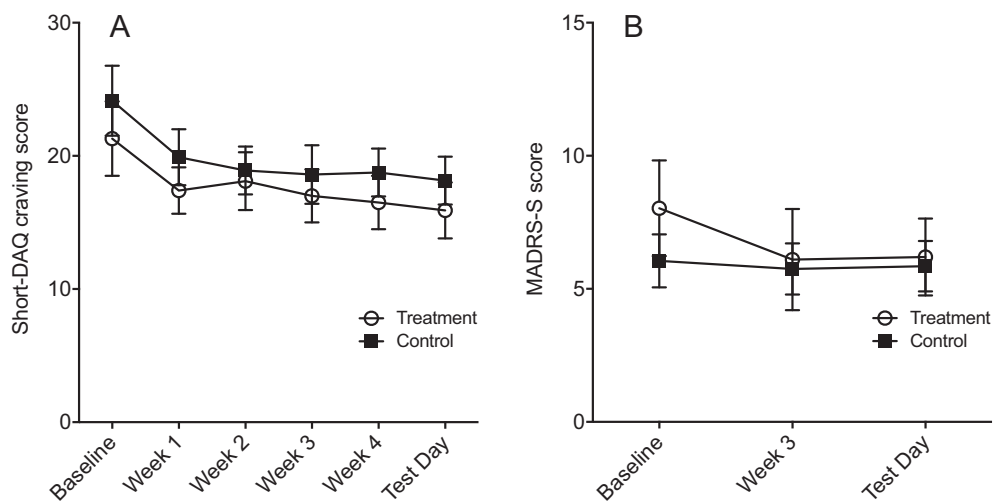 A
30
20
10
0
Short-DAQ craving score
Treatment
Control
Baseline
Week 1
Week 2
Week 3
Week 4
Test Day
B
15
10
5
0
MADRS-S score
Treatment
Control
Baseline
Week 3
Test Day